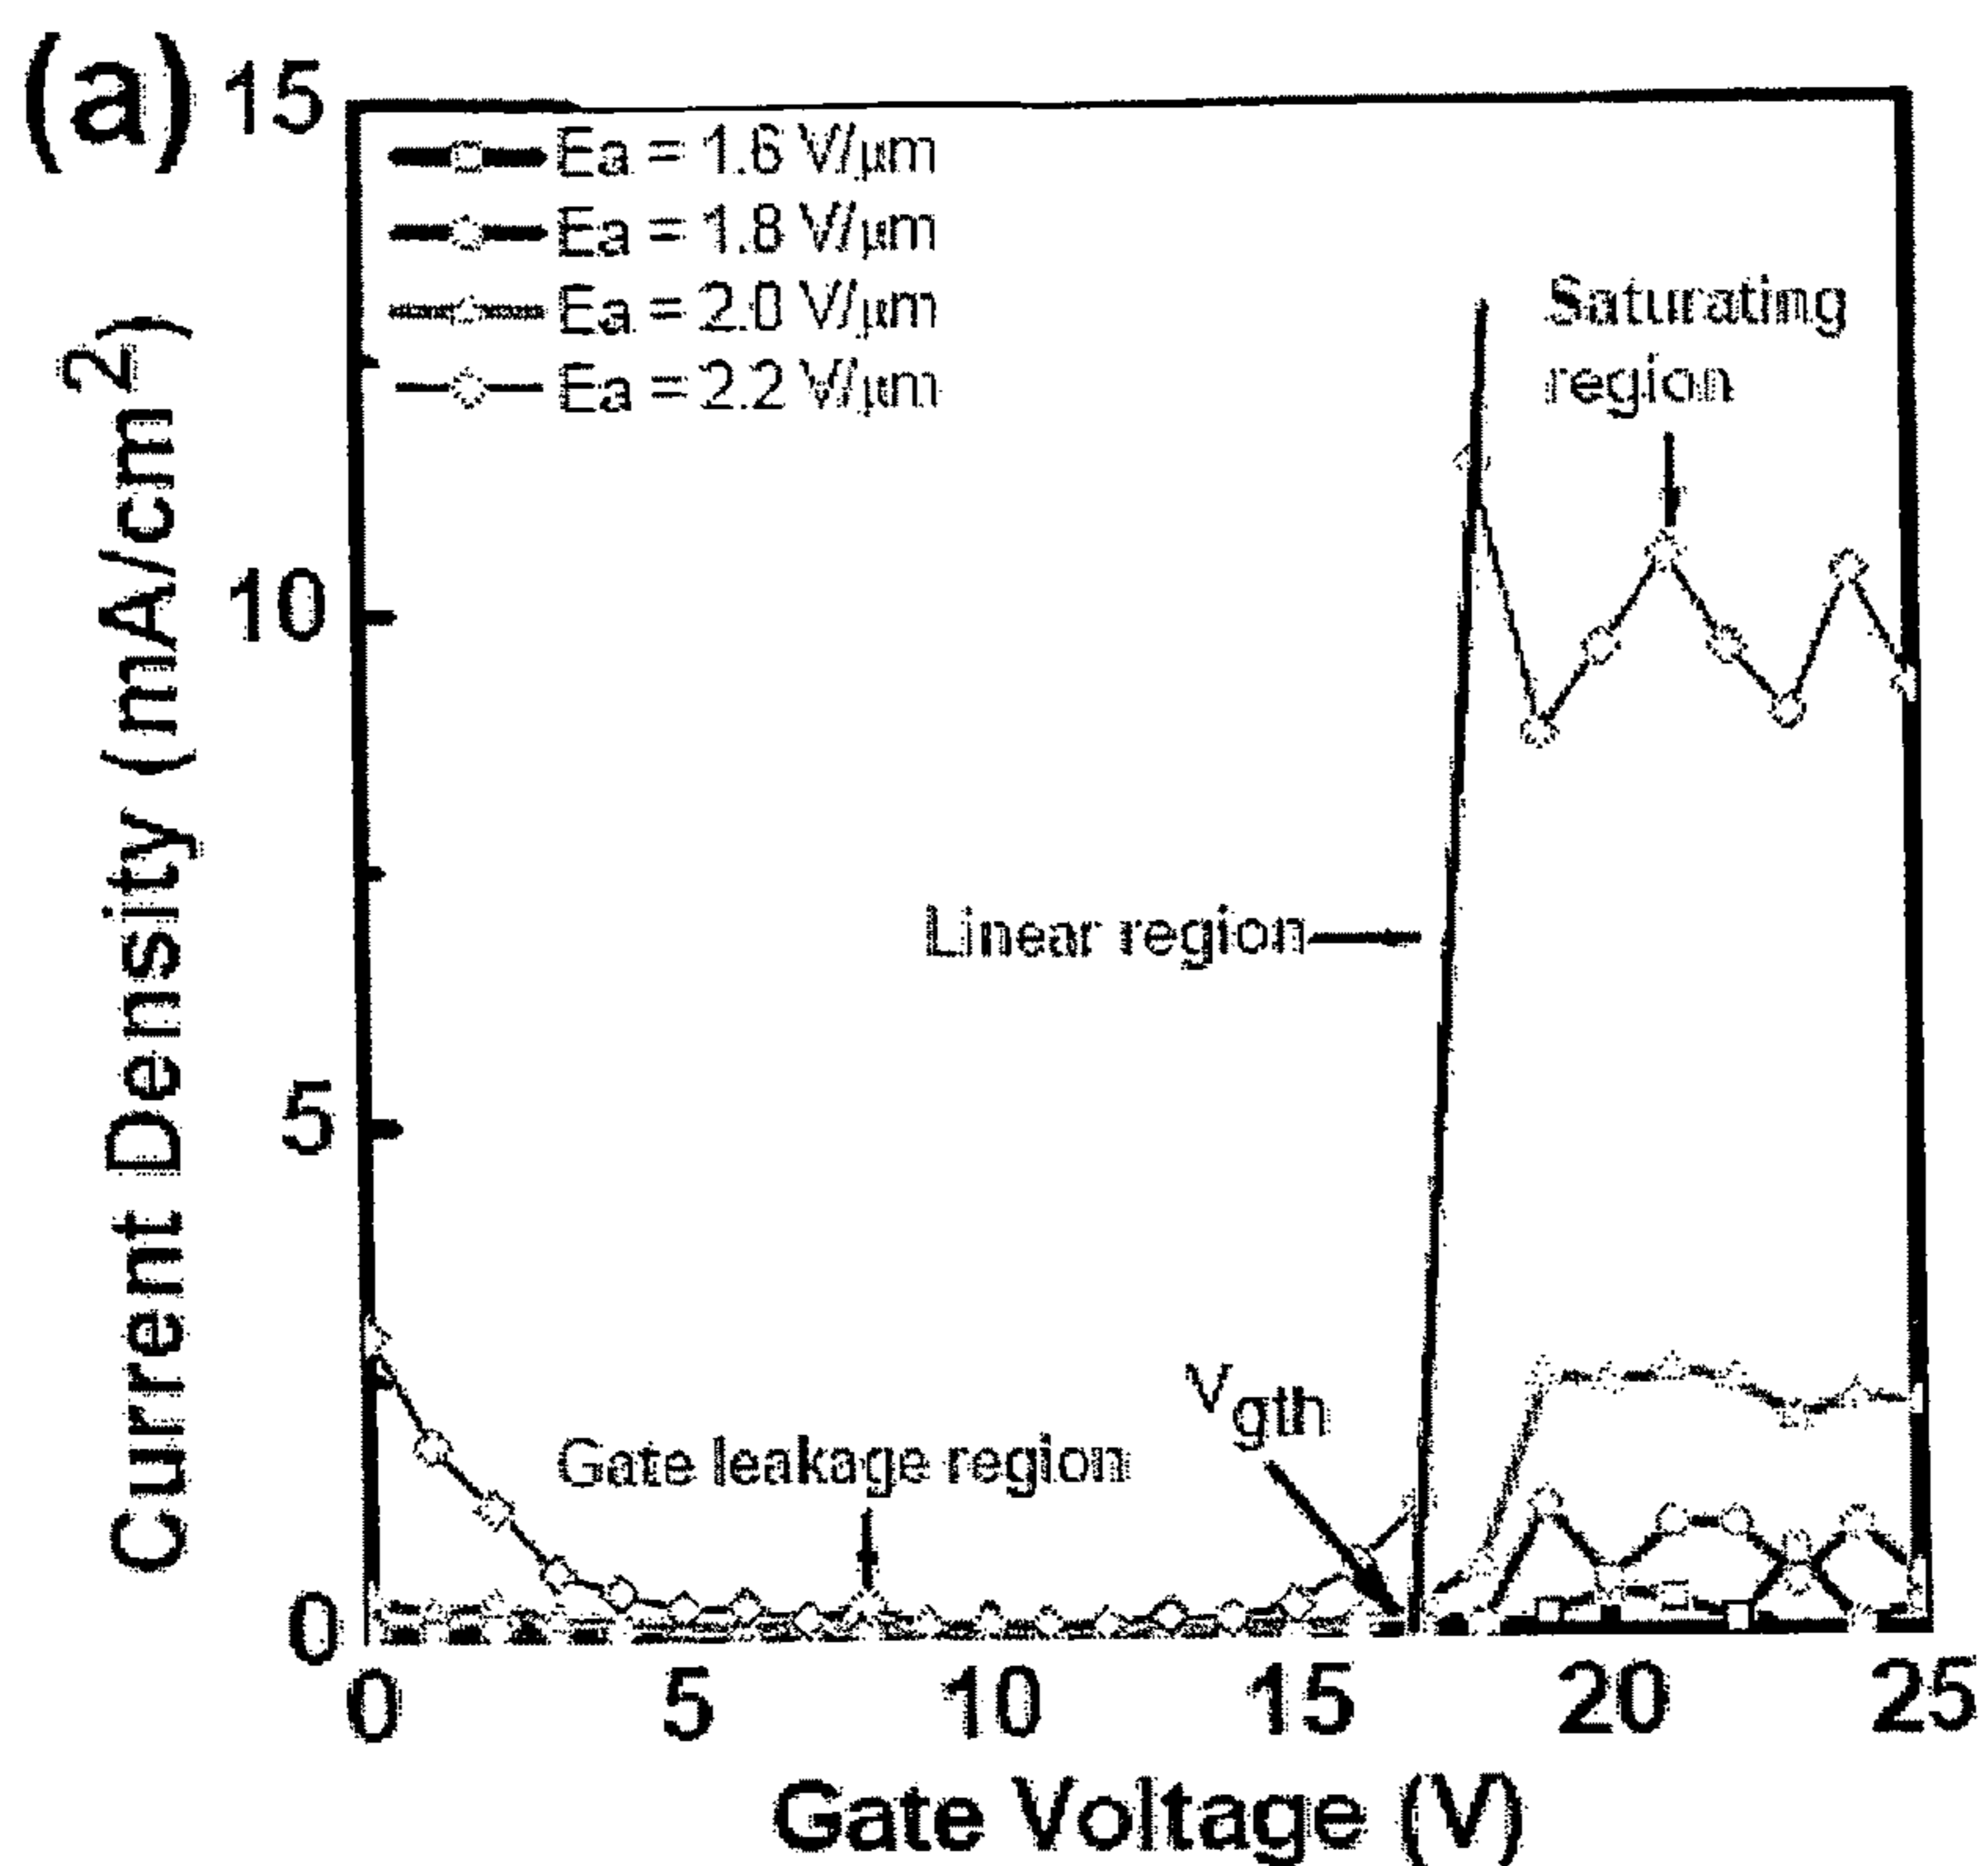 (a)
15
10
5
0
Current Density (mA/cm²)
Ea = 1.6 V/μm
Ea = 1.8 V/μm
Ea = 2.0 V/μm
Ea = 2.2 V/μm
Saturating
region
Linear region
Vgth
Gate leakage region
0 5 10 15 20 25
Gate Voltage (V)